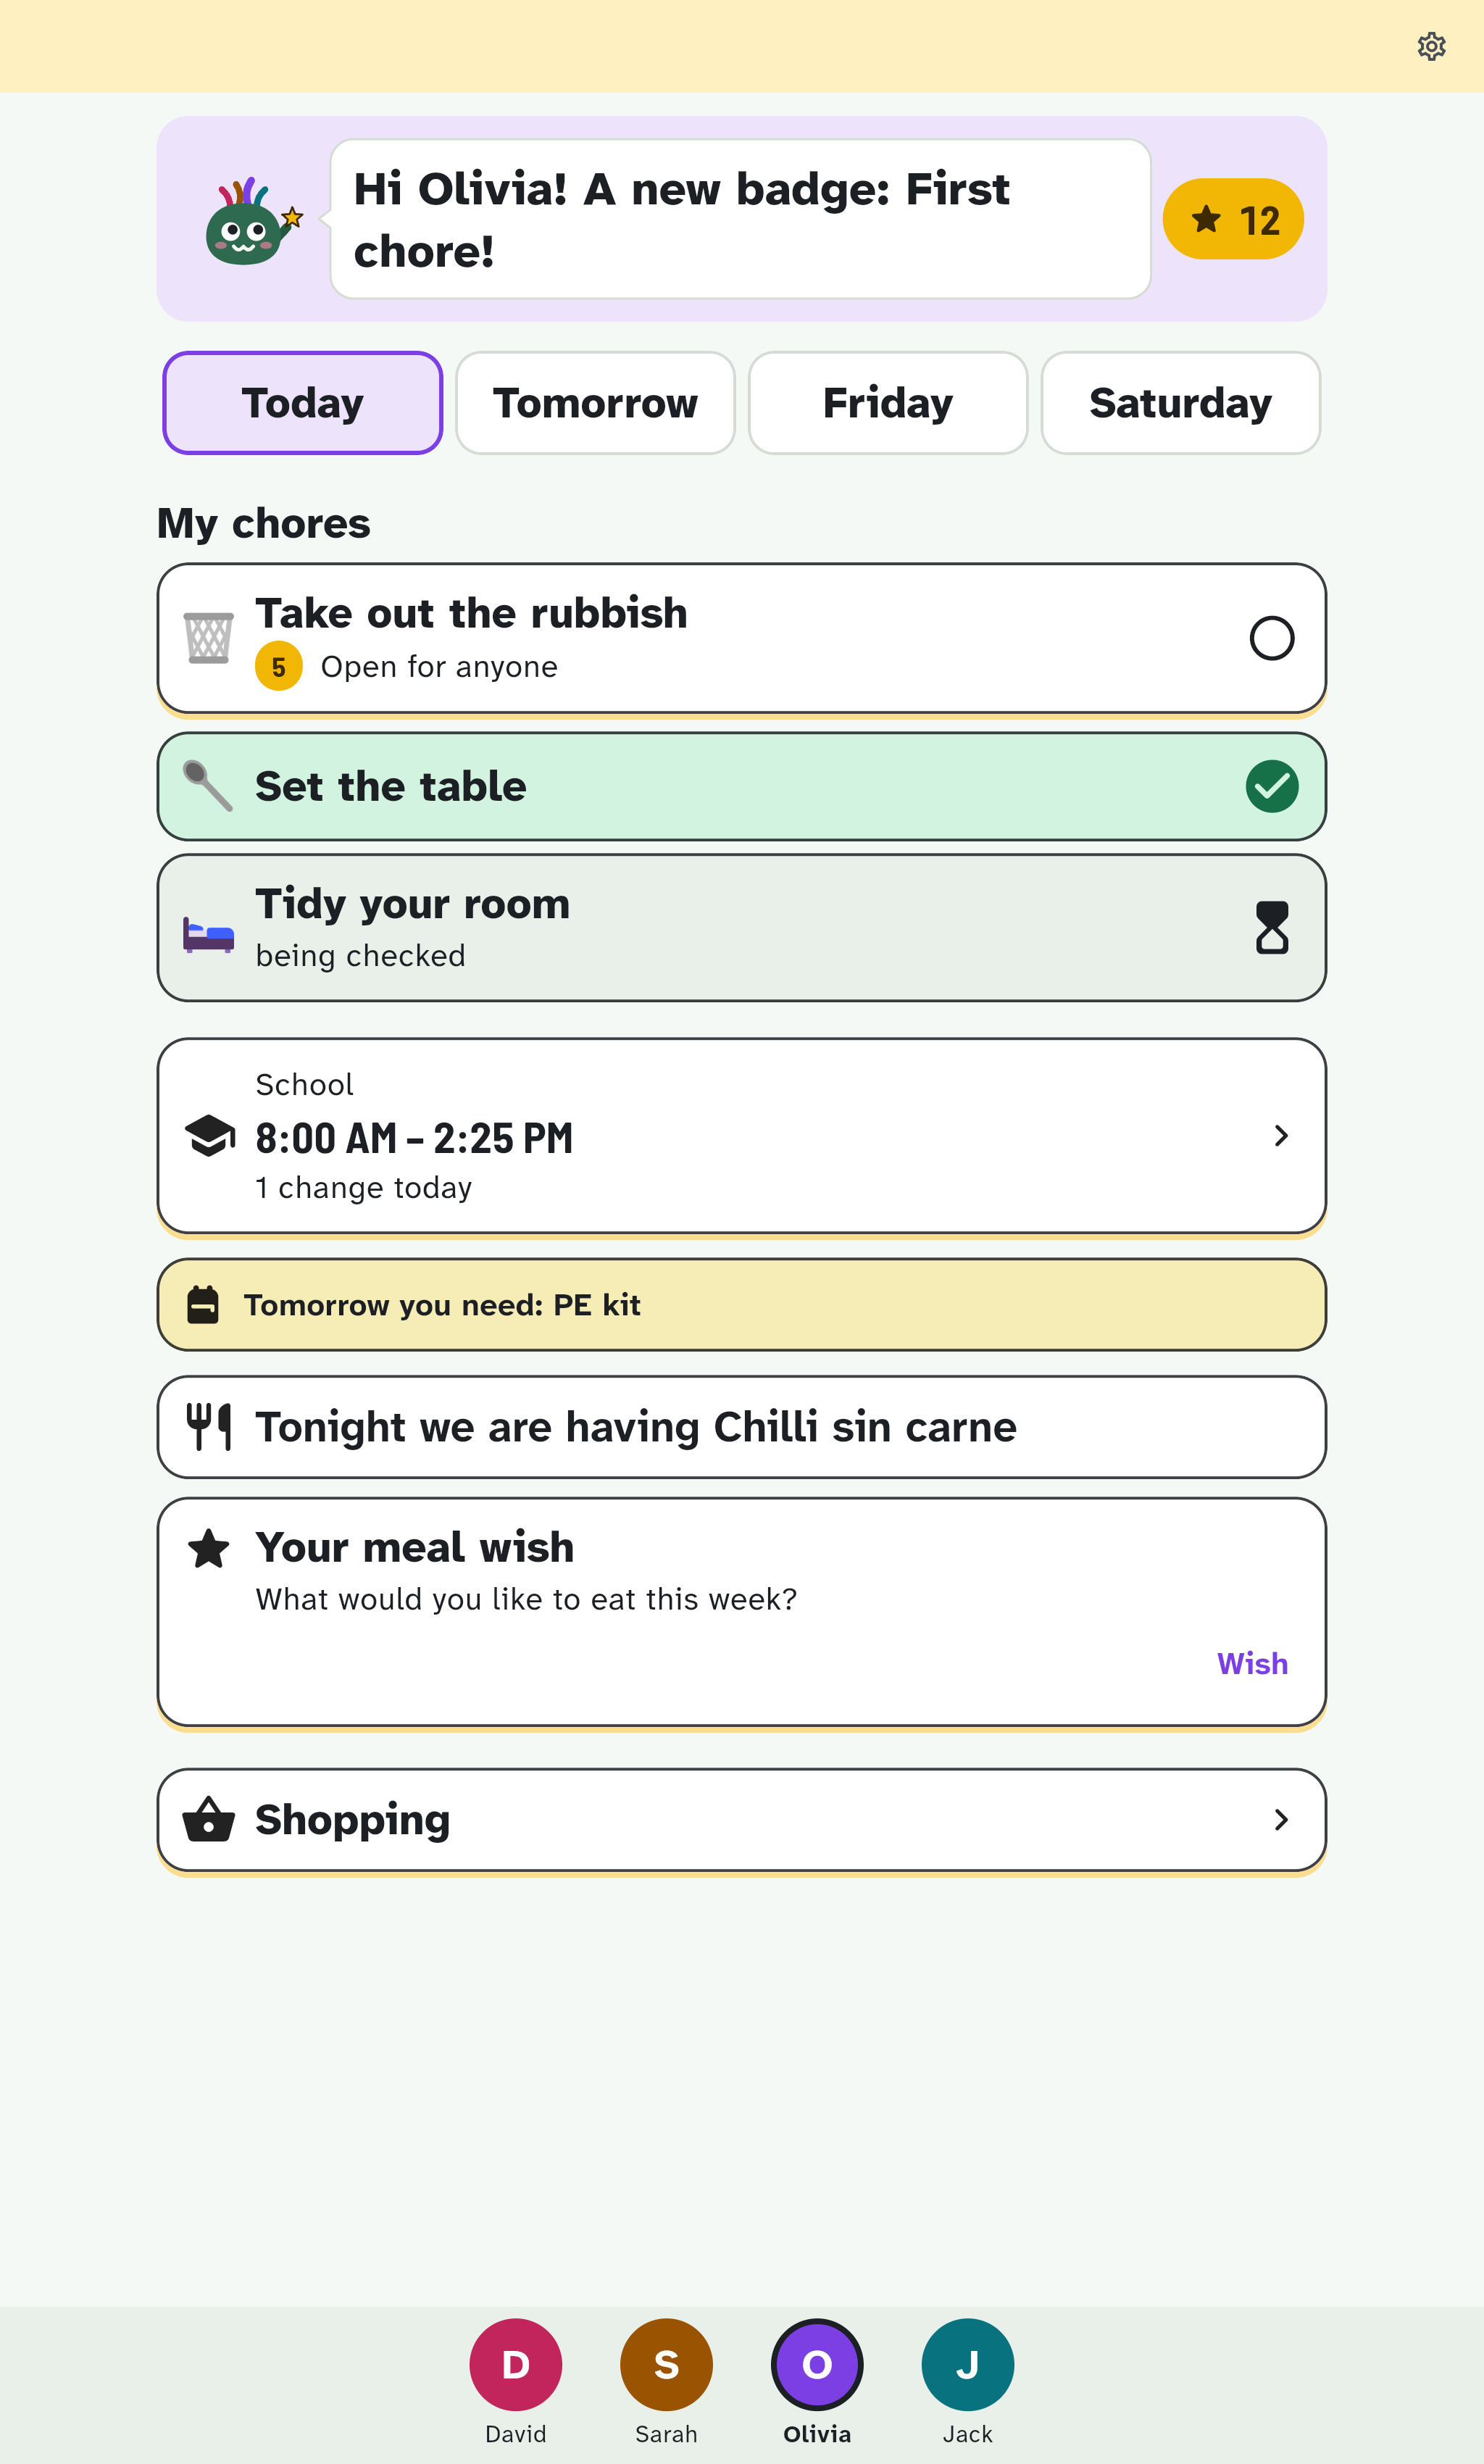 Hi Olivia! A new badge: First
chore!
12
Today
Tomorrow
Friday
Saturday
My chores
Take out the rubbish
5 Open for anyone
Set the table
Tidy your room
being checked
School
8:00 AM – 2:25 PM
1 change today
Tomorrow you need: PE kit
Tonight we are having Chilli sin carne
Your meal wish
What would you like to eat this week?
Wish
Shopping
D
David
S
Sarah
O
Olivia
J
Jack